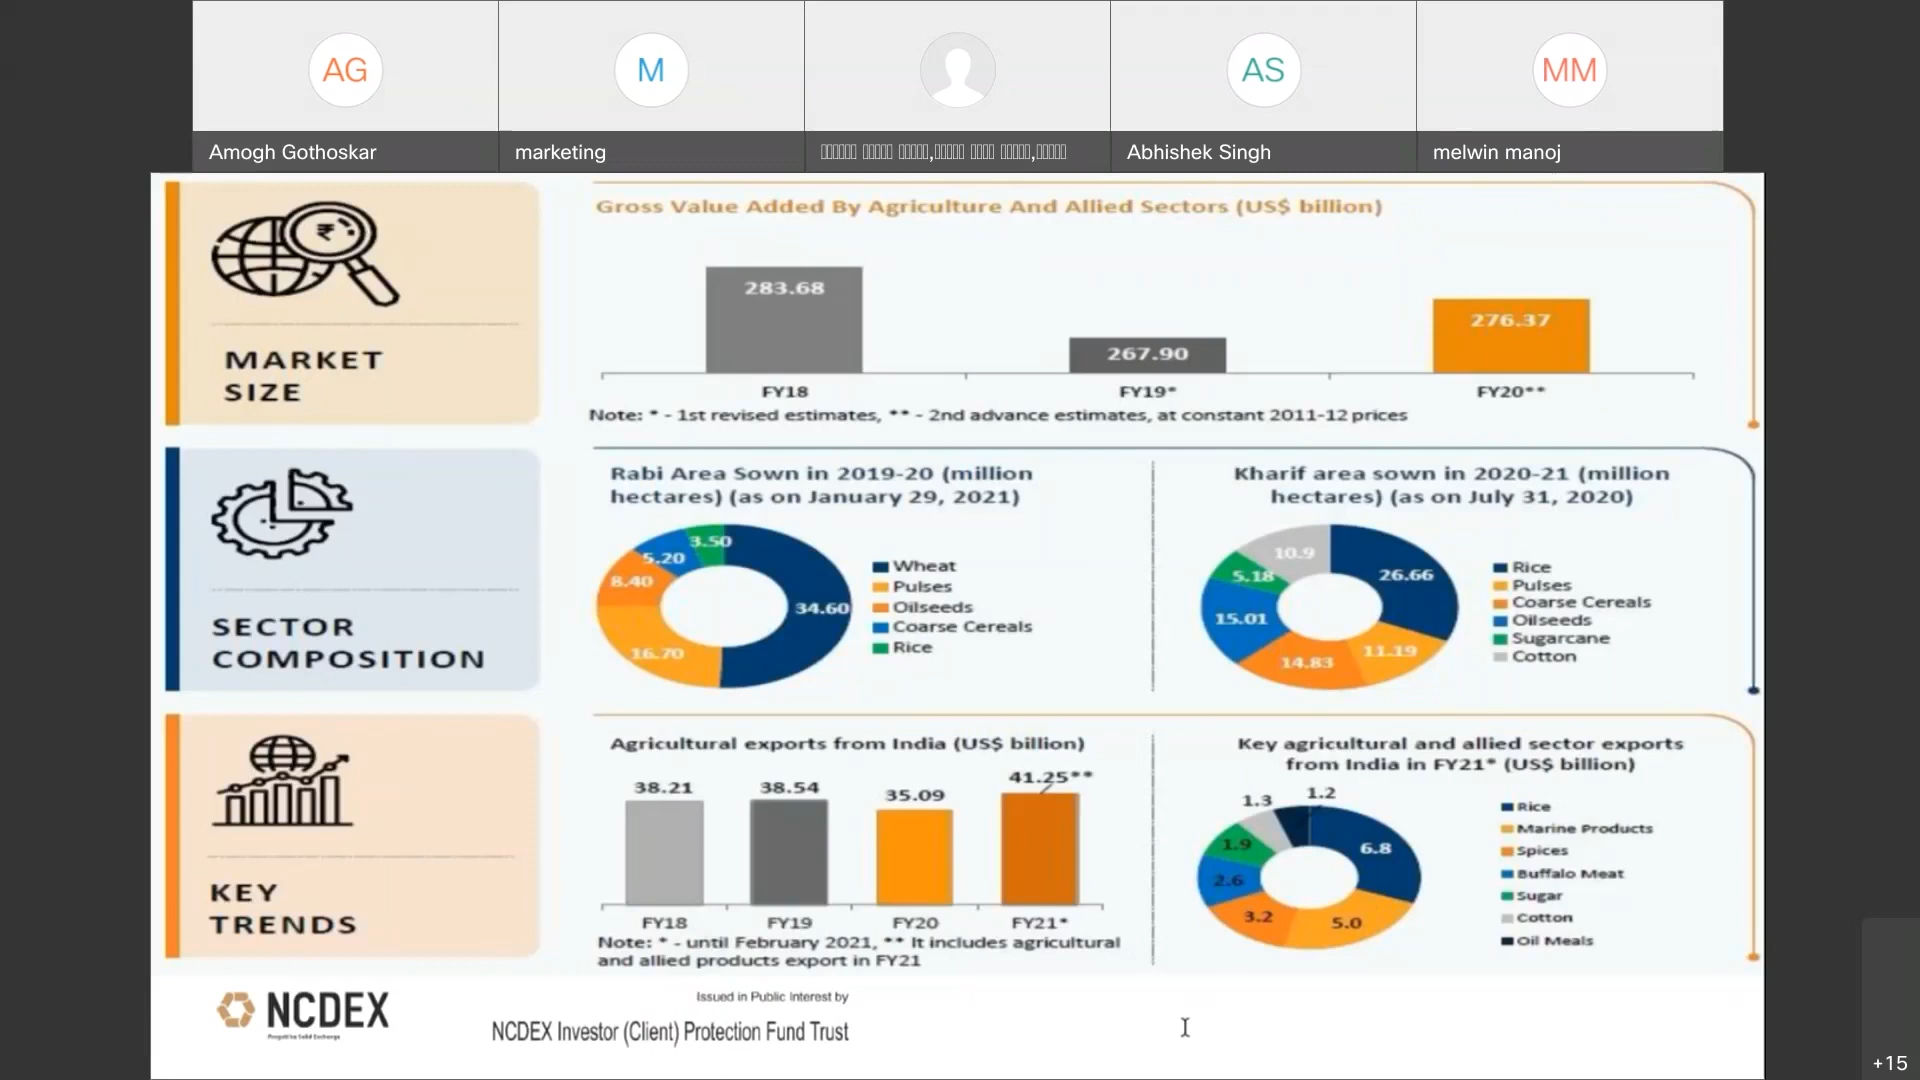 AG
M
AS
MM
Amogh Gothoskar
marketing
Abhishek Singh
melwin manoj
Gross Value Added By Agriculture And Allied Sectors (US$ billion)
₹
MARKET
SIZE
283.68
267.90
276.37
FY18
FY19*
FY20**
Note: * - 1st revised estimates, ** - 2nd advance estimates, at constant 2011-12 prices
SECTOR
COMPOSITION
Rabi Area Sown in 2019-20 (million
hectares) (as on January 29, 2021)
3.50
5.20
8.40
34.60
16.70
Wheat
Pulses
Oilseeds
Coarse Cereals
Rice
Kharif area sown in 2020-21 (million
hectares) (as on July 31, 2020)
10.9
26.66
5.18
15.01
11.19
14.83
Rice
Pulses
Coarse Cereals
Oilseeds
Sugarcane
Cotton
KEY
TRENDS
Agricultural exports from India (US$ billion)
38.21
38.54
35.09
41.25**
FY18
FY19
FY20
FY21*
Note: * - until February 2021, ** It includes agricultural
and allied products export in FY21
Key agricultural and allied sector exports
from India in FY21* (US$ billion)
1.3
1.2
1.9
6.8
2.6
3.2
5.0
Rice
Marine Products
Spices
Buffalo Meat
Sugar
Cotton
Oil Meals
NCDEX
Issued in Public Interest by
NCDEX Investor (Client) Protection Fund Trust
+15